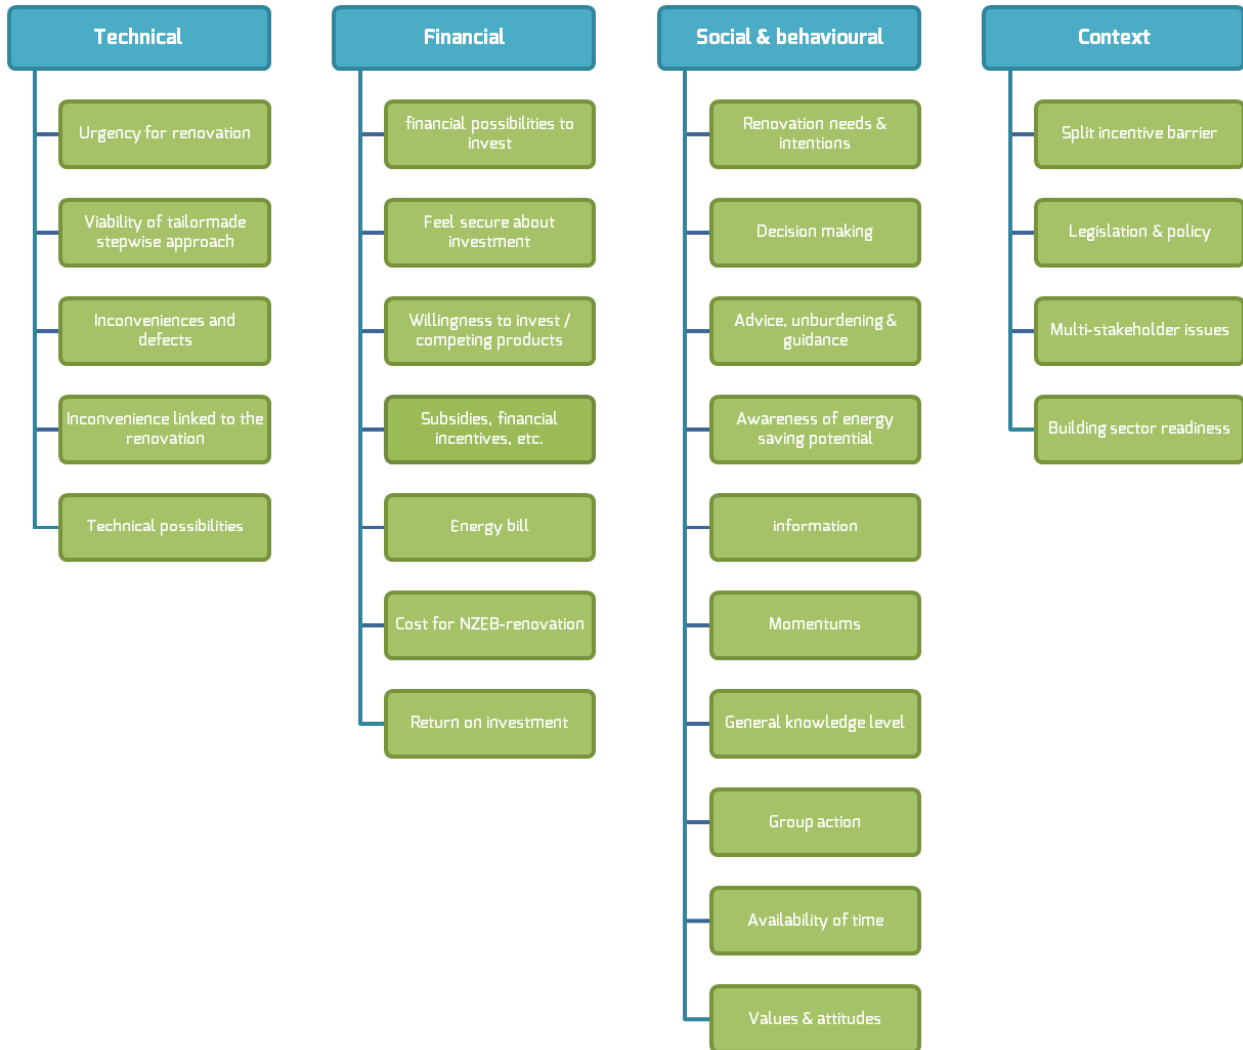 Technical
Urgency for renovation
Viability of tailormade
stepwise approach
Inconveniences and
defects
Inconvenience linked to the
renovation
Technical possibilities
Financial
financial possibilities to
invest
Feel secure about
investment
Willingness to invest /
competing products
Subsidies, financial
incentives, etc.
Energy bill
Cost for NZEB-renovation
Return on investment
Social & behavioural
Renovation needs &
intentions
Decision making
Advice, unburdening &
guidance
Awareness of energy
saving potential
information
Momentums
General knowledge level
Group action
Availability of time
Values & attitudes
Context
Split incentive barrier
Legislation & policy
Multi-stakeholder issues
Building sector readiness